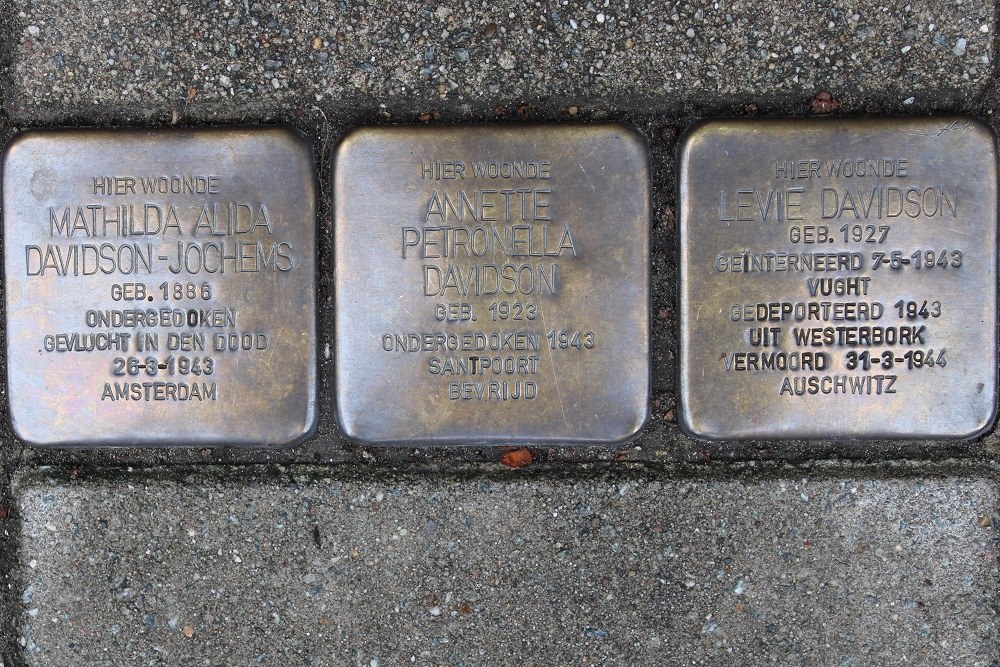 HIER WOONDE
MATHILDA ALIDA
DAVIDSON-JOCHEMS
GEB. 1886
ONDERGEDOKEN
GEVLUCHT IN DEN DOOD
26-3-1943
AMSTERDAM
HIER WOONDE
ANNETTE
PETRONELLA
DAVIDSON
GEB. 1923
ONDERGEDOKEN 1943
SANTPOORT
BEVRIJD
HIER WOONDE
LEVIE DAVIDSON
GEB. 1927
GEÏNTERNEERD 7-5-1943
VUGHT
GEDEPORTEERD 1943
UIT WESTERBORK
VERMOORD 31-3-1944
AUSCHWITZ